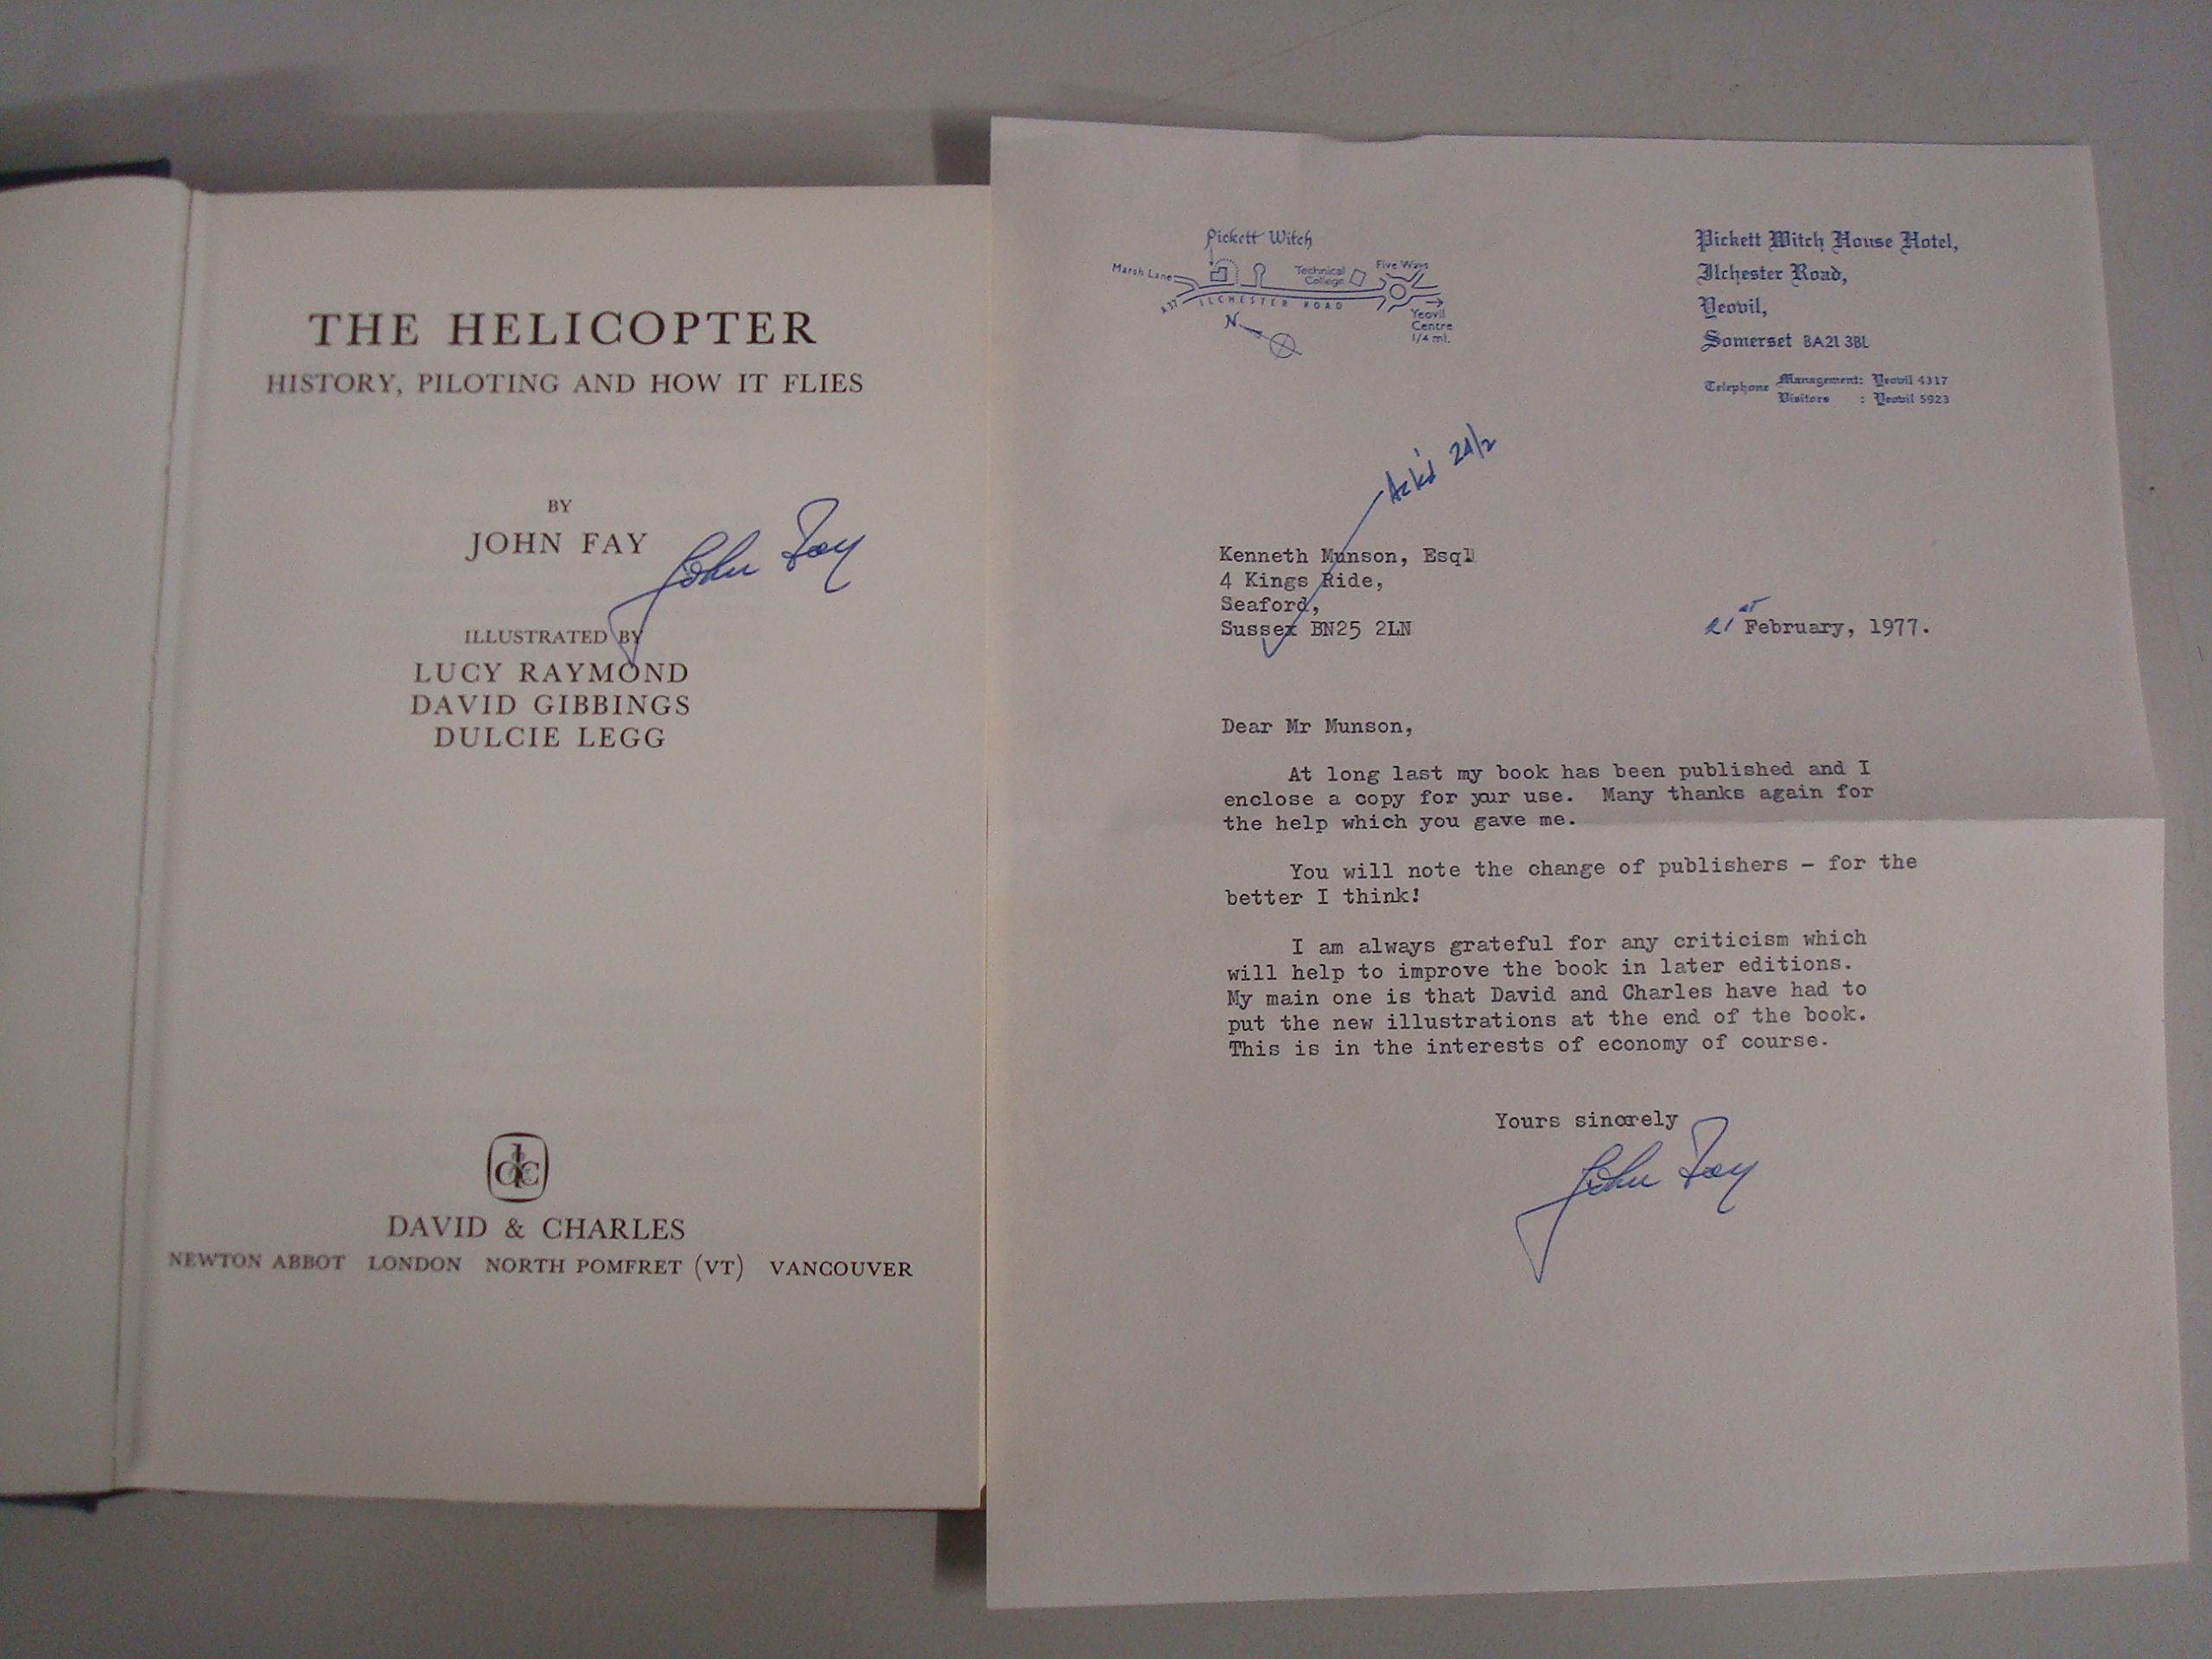 THE HELICOPTER
HISTORY, PILOTING AND HOW IT FLIES
BY
JOHN FAY
John Fay
ILLUSTRATED BY
LUCY RAYMOND
DAVID GIBBINGS
DULCIE LEGG
dc
DAVID & CHARLES
NEWTON ABBOT LONDON NORTH POMFRET (VT) VANCOUVER
Pickett Witch
Marsh Lane
Technical
College
Five Ways
A37
ILCHESTER ROAD
Yeovil
Centre
1/4 ml.
N
Pickett Witch House Hotel,
Ilchester Road,
Yeovil,
Somerset BA21 3BL
Telephone Management: Yeovil 4317
Visitors : Yeovil 5923
Ack'd 24/2
Kenneth Munson, Esq
4 Kings Ride,
Seaford,
Sussex BN25 2LN
21st February, 1977.
Dear Mr Munson,
At long last my book has been published and I
enclose a copy for your use. Many thanks again for
the help which you gave me.
You will note the change of publishers – for the
better I think!
I am always grateful for any criticism which
will help to improve the book in later editions.
My main one is that David and Charles have had to
put the new illustrations at the end of the book.
This is in the interests of economy of course.
Yours sincerely
John Fay